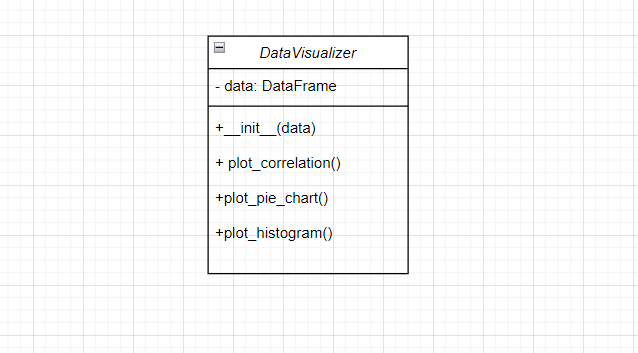 DataVisualizer
- data: DataFrame
+__init__(data)
+ plot_correlation()
+plot_pie_chart()
+plot_histogram()